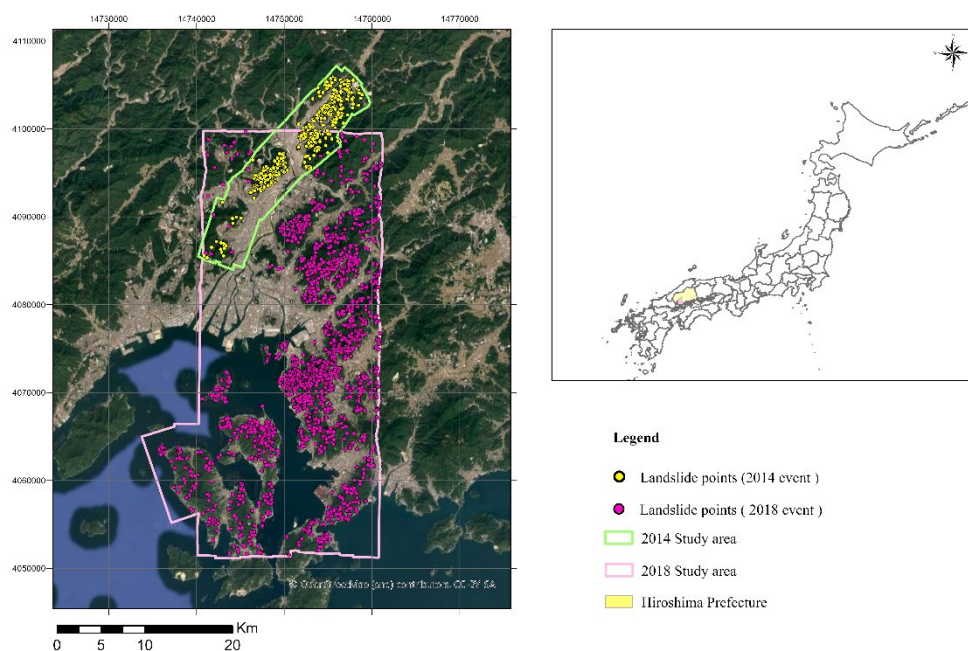 14730000 14740000 14750000 14760000 14770000
4110000
4100000
4090000
4080000
4070000
4060000
4050000
© OpenStreetMap (and) contributors, CC-BY-SA
Km
0 5 10 20
Legend
Landslide points (2014 event )
Landslide points ( 2018 event )
2014 Study area
2018 Study area
Hiroshima Prefecture